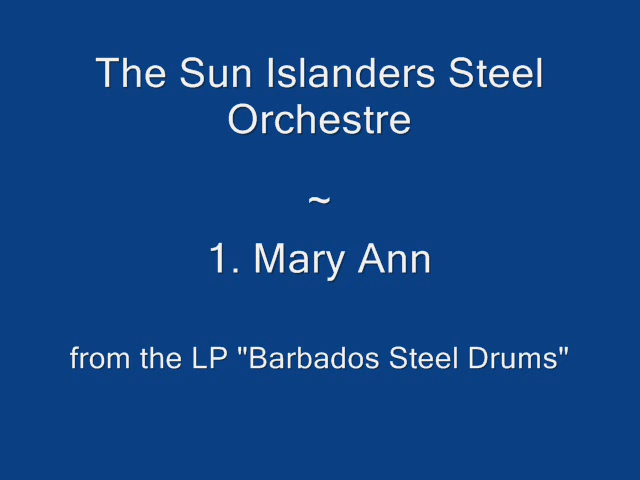 The Sun Islanders Steel
Orchestre
~
1. Mary Ann
from the LP "Barbados Steel Drums"